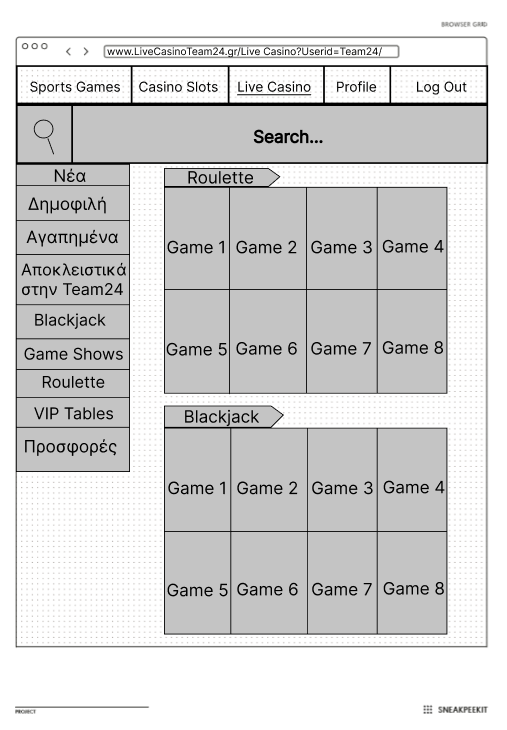 BROWSER GRID
www.LiveCasinoTeam24.gr/Live Casino?Userid=Team24/
Sports Games Casino Slots Live Casino Profile Log Out
Search...
Νέα
Δημοφιλή
Αγαπημένα
Αποκλειστικά
στην Team24
Blackjack
Game Shows
Roulette
VIP Tables
Προσφορές
Roulette
Game 1 Game 2 Game 3 Game 4
Game 5 Game 6 Game 7 Game 8
Blackjack
Game 1 Game 2 Game 3 Game 4
Game 5 Game 6 Game 7 Game 8
PROJECT
SNEAKPEEKIT